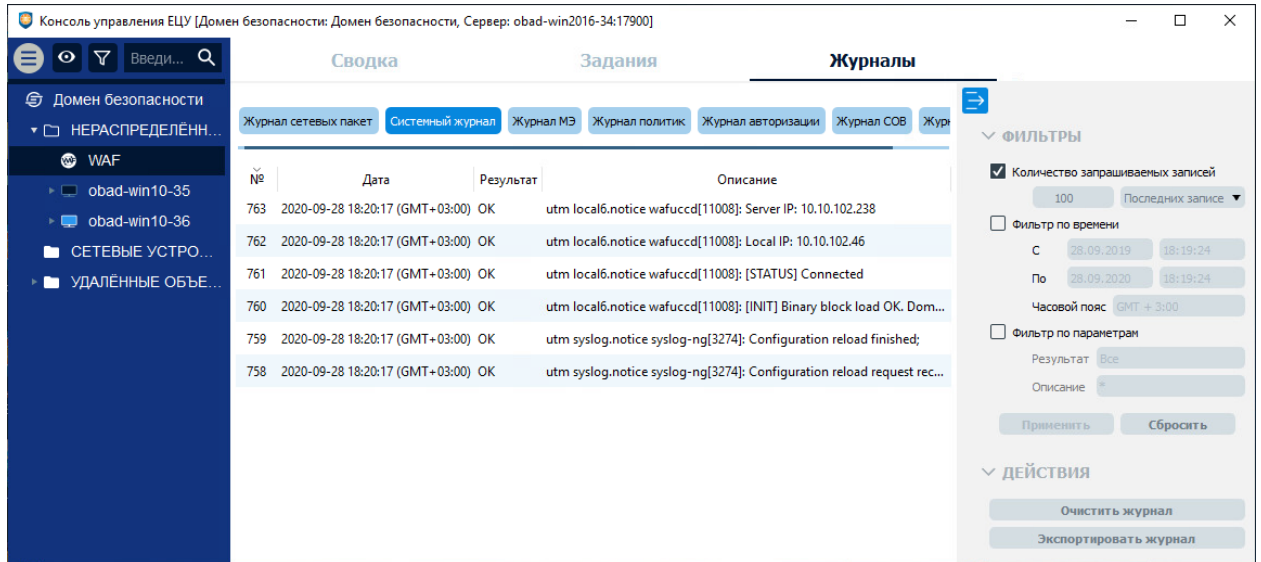 Консоль управления ЕЦУ [Домен безопасности: Домен безопасности, Сервер: obad-win2016-34:17900]
Введи...
Сводка Задания Журналы
Домен безопасности
НЕРАСПРЕДЕЛЁНН...
WAF
obad-win10-35
obad-win10-36
СЕТЕВЫЕ УСТРО...
УДАЛЁННЫЕ ОБЪЕ...
Журнал сетевых пакет Системный журнал Журнал МЭ Журнал политик Журнал авторизации Журнал СОВ Журн
№ Дата Результат Описание
763 2020-09-28 18:20:17 (GMT+03:00) OK utm local6.notice wafuccd[11008]: Server IP: 10.10.102.238
762 2020-09-28 18:20:17 (GMT+03:00) OK utm local6.notice wafuccd[11008]: Local IP: 10.10.102.46
761 2020-09-28 18:20:17 (GMT+03:00) OK utm local6.notice wafuccd[11008]: [STATUS] Connected
760 2020-09-28 18:20:17 (GMT+03:00) OK utm local6.notice wafuccd[11008]: [INIT] Binary block load OK. Dom...
759 2020-09-28 18:20:17 (GMT+03:00) OK utm syslog.notice syslog-ng[3274]: Configuration reload finished;
758 2020-09-28 18:20:17 (GMT+03:00) OK utm syslog.notice syslog-ng[3274]: Configuration reload request rec...
ФИЛЬТРЫ
Количество запрашиваемых записей
100 Последних записе
Фильтр по времени
С 28.09.2019 18:19:24
По 28.09.2020 18:19:24
Часовой пояс GMT + 3:00
Фильтр по параметрам
Результат Все
Описание *
Применить Сбросить
ДЕЙСТВИЯ
Очистить журнал
Экспортировать журнал